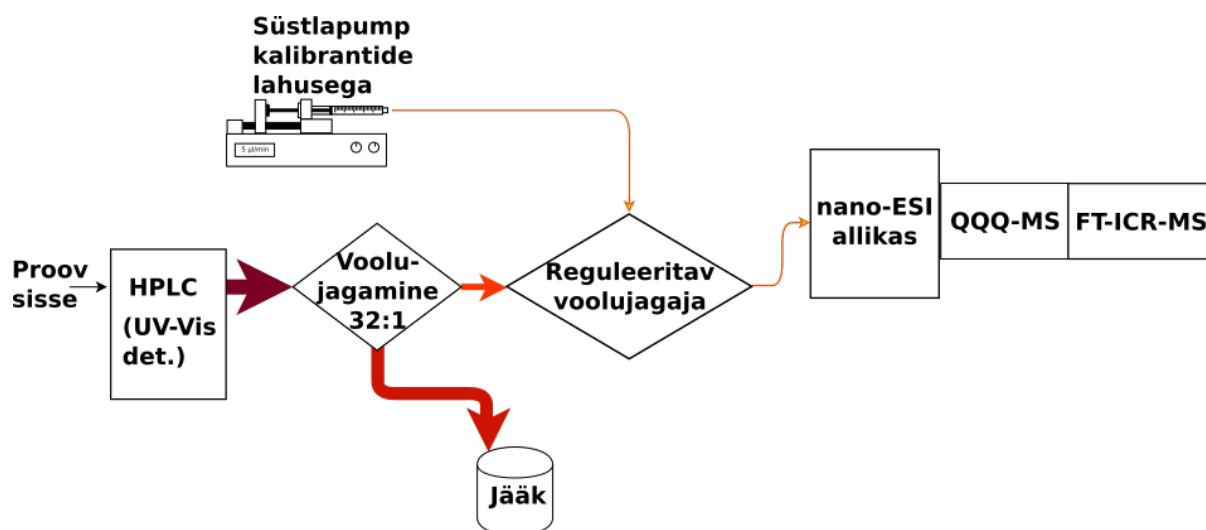 Süstlapump
kalibrantide
lahusega
5 µl/min
Proov
sisse
HPLC
(UV-Vis
det.)
Voolu-
jagamine
32:1
Reguleeritav
voolujagaja
nano-ESI
allikas
QQQ-MS
FT-ICR-MS
Jääk